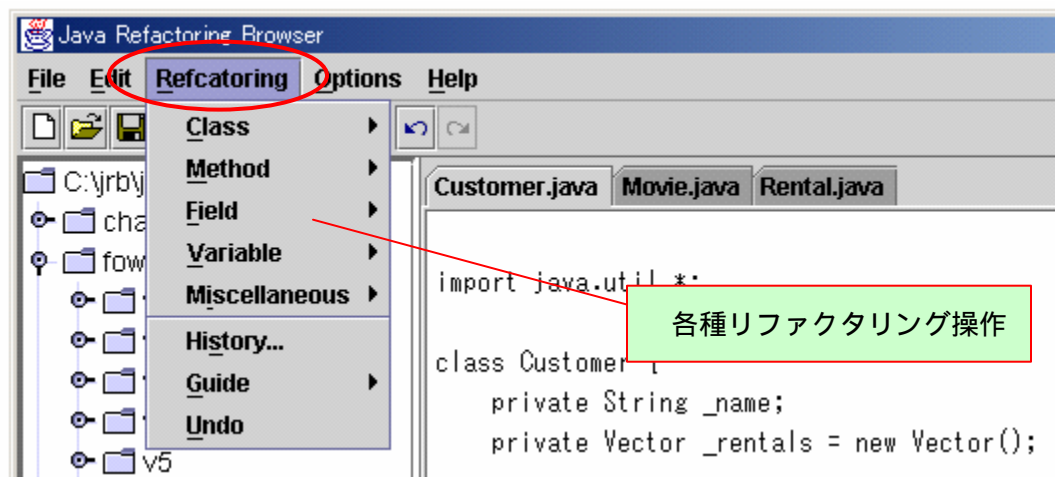 Java Refactoring Browser
File Edit Refcatoring Options Help
Class
Method
Field
Variable
Miscellaneous
History...
Guide
Undo
C:\jrb\j
cha
fow
v5
Customer.java Movie.java Rental.java
import java.util.*;
各種リファクタリング操作
class Customer {
private String _name;
private Vector _rentals = new Vector();